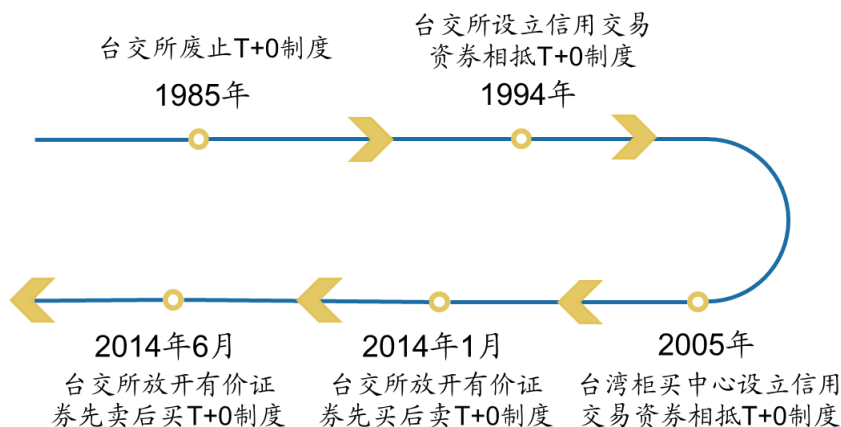 台交所废止T+0制度
1985年
台交所设立信用交易
资券相抵T+0制度
1994年
2005年
台湾柜买中心设立信用
交易资券相抵T+0制度
2014年1月
台交所放开有价证
券先买后卖T+0制度
2014年6月
台交所放开有价证
券先卖后买T+0制度